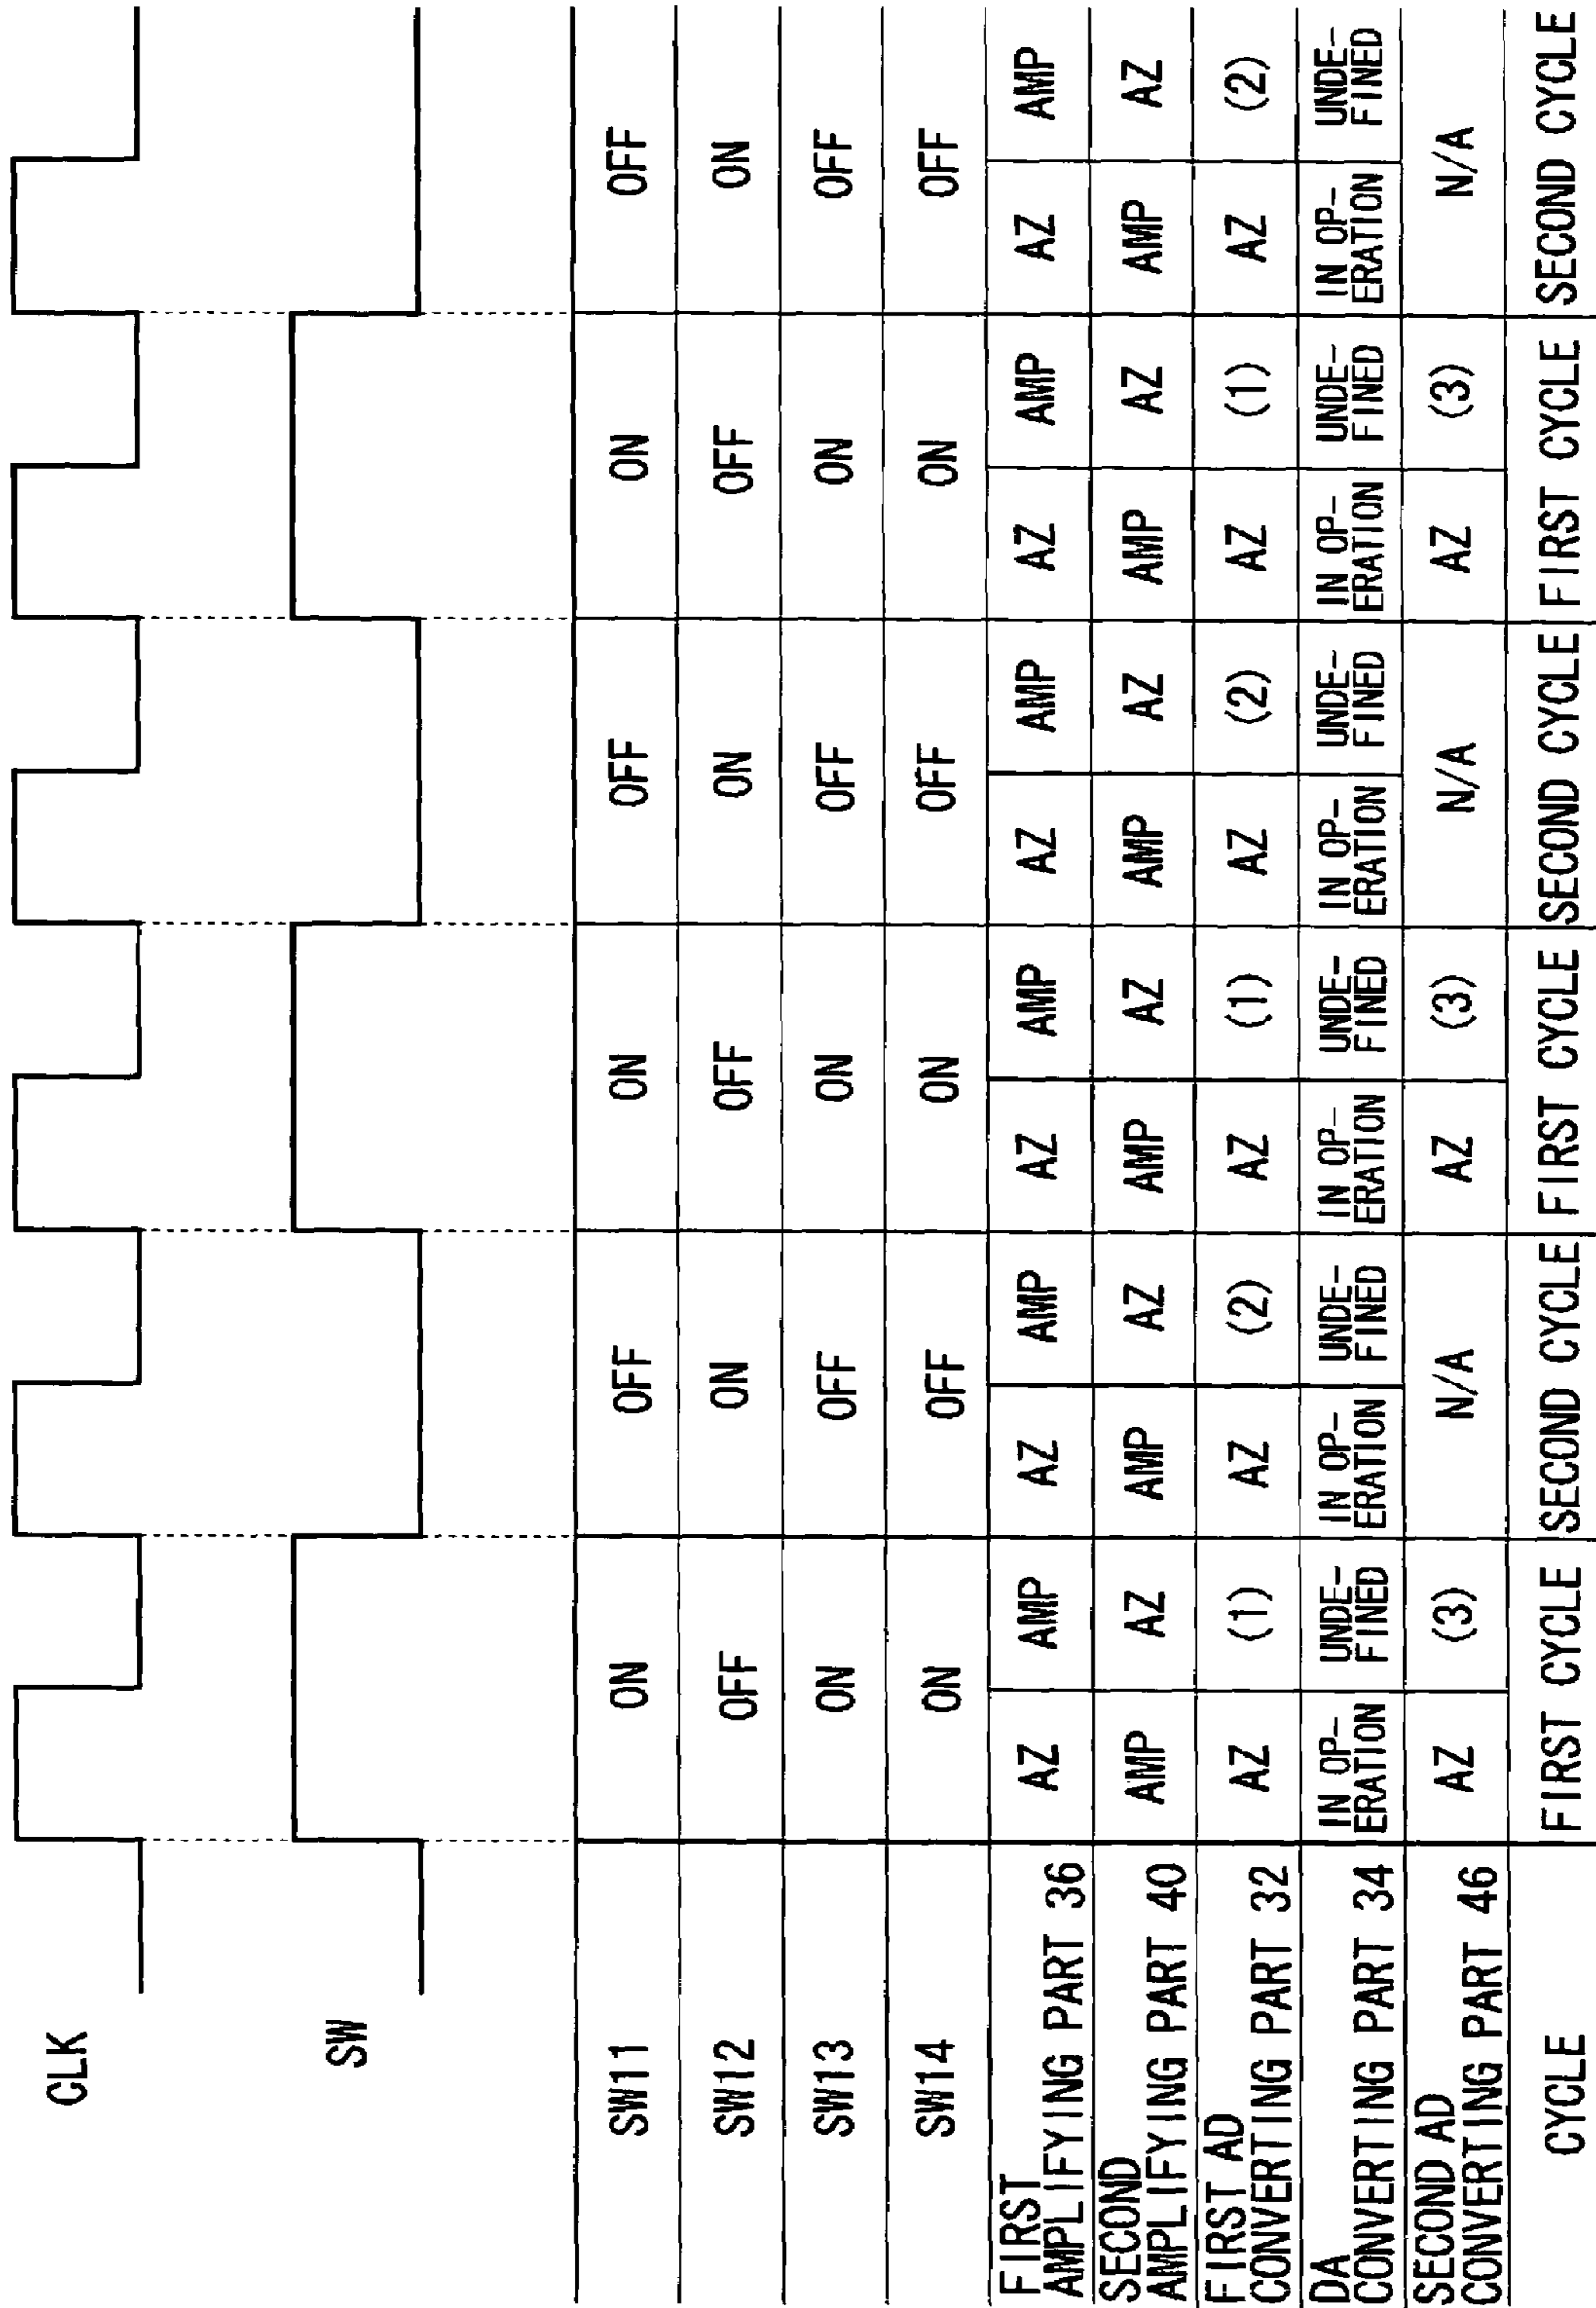 CLK
SW
SW11 ON OFF ON OFF ON OFF
SW12 OFF ON OFF ON OFF ON
SW13 ON OFF ON OFF ON OFF
SW14 ON OFF ON OFF ON OFF
FIRST
AMPLIFYING PART 36 AZ AMP AZ AMP AZ AMP AZ AMP AZ AMP AZ AMP
SECOND
AMPLIFYING PART 40 AMP AZ AMP AZ AMP AZ AMP AZ AMP AZ AMP AZ
FIRST AD
CONVERTING PART 32 AZ (1) AZ (2) AZ (1) AZ (2) AZ (1) AZ (2)
DA IN OP- UNDE- IN OP- UNDE- IN OP- UNDE- IN OP- UNDE- IN OP- UNDE- IN OP- UNDE-
CONVERTING PART 34 ERATION FINED ERATION FINED ERATION FINED ERATION FINED ERATION FINED ERATION FINED
SECOND AD
CONVERTING PART 46 AZ (3) N/A AZ (3) N/A AZ (3) N/A
CYCLE FIRST CYCLE SECOND CYCLE FIRST CYCLE SECOND CYCLE FIRST CYCLE SECOND CYCLE